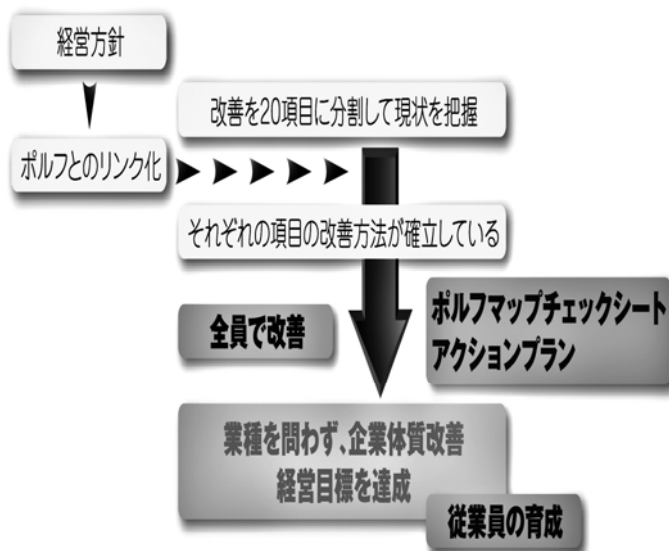 経営方針
改善を20項目に分割して現状を把握
ポルフとのリンク化
それぞれの項目の改善方法が確立している
全員で改善
ポルフマップチェックシート
アクションプラン
業種を問わず、企業体質改善
経営目標を達成
従業員の育成